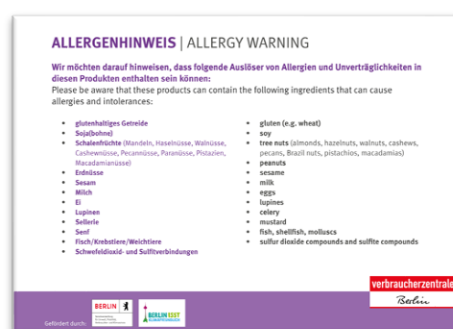 ALLERGENHINWEIS | ALLERGY WARNING
Wir möchten darauf hinweisen, dass folgende Auslöser von Allergien und Unverträglichkeiten in
diesen Produkten enthalten sein können:
Please be aware that these products can contain the following ingredients that can cause
allergies and intolerances:
• glutenhaltiges Getreide
• Soja(bohne)
• Schalenfrüchte (Mandeln, Haselnüsse, Walnüsse,
Cashewnüsse, Pecannüsse, Paranüsse, Pistazien,
Macadamianüsse)
• Erdnüsse
• Sesam
• Milch
• Ei
• Lupinen
• Sellerie
• Senf
• Fisch/Krebstiere/Weichtiere
• Schwefeldioxid- und Sulfitverbindungen
• gluten (e.g. wheat)
• soy
• tree nuts (almonds, hazelnuts, walnuts, cashews,
pecans, Brazil nuts, pistachios, macadamias)
• peanuts
• sesame
• milk
• eggs
• lupines
• celery
• mustard
• fish, shellfish, molluscs
• sulfur dioxide compounds and sulfite compounds
verbraucherzentrale
Berlin
Gefördert durch:
BERLIN
BERLIN ISST